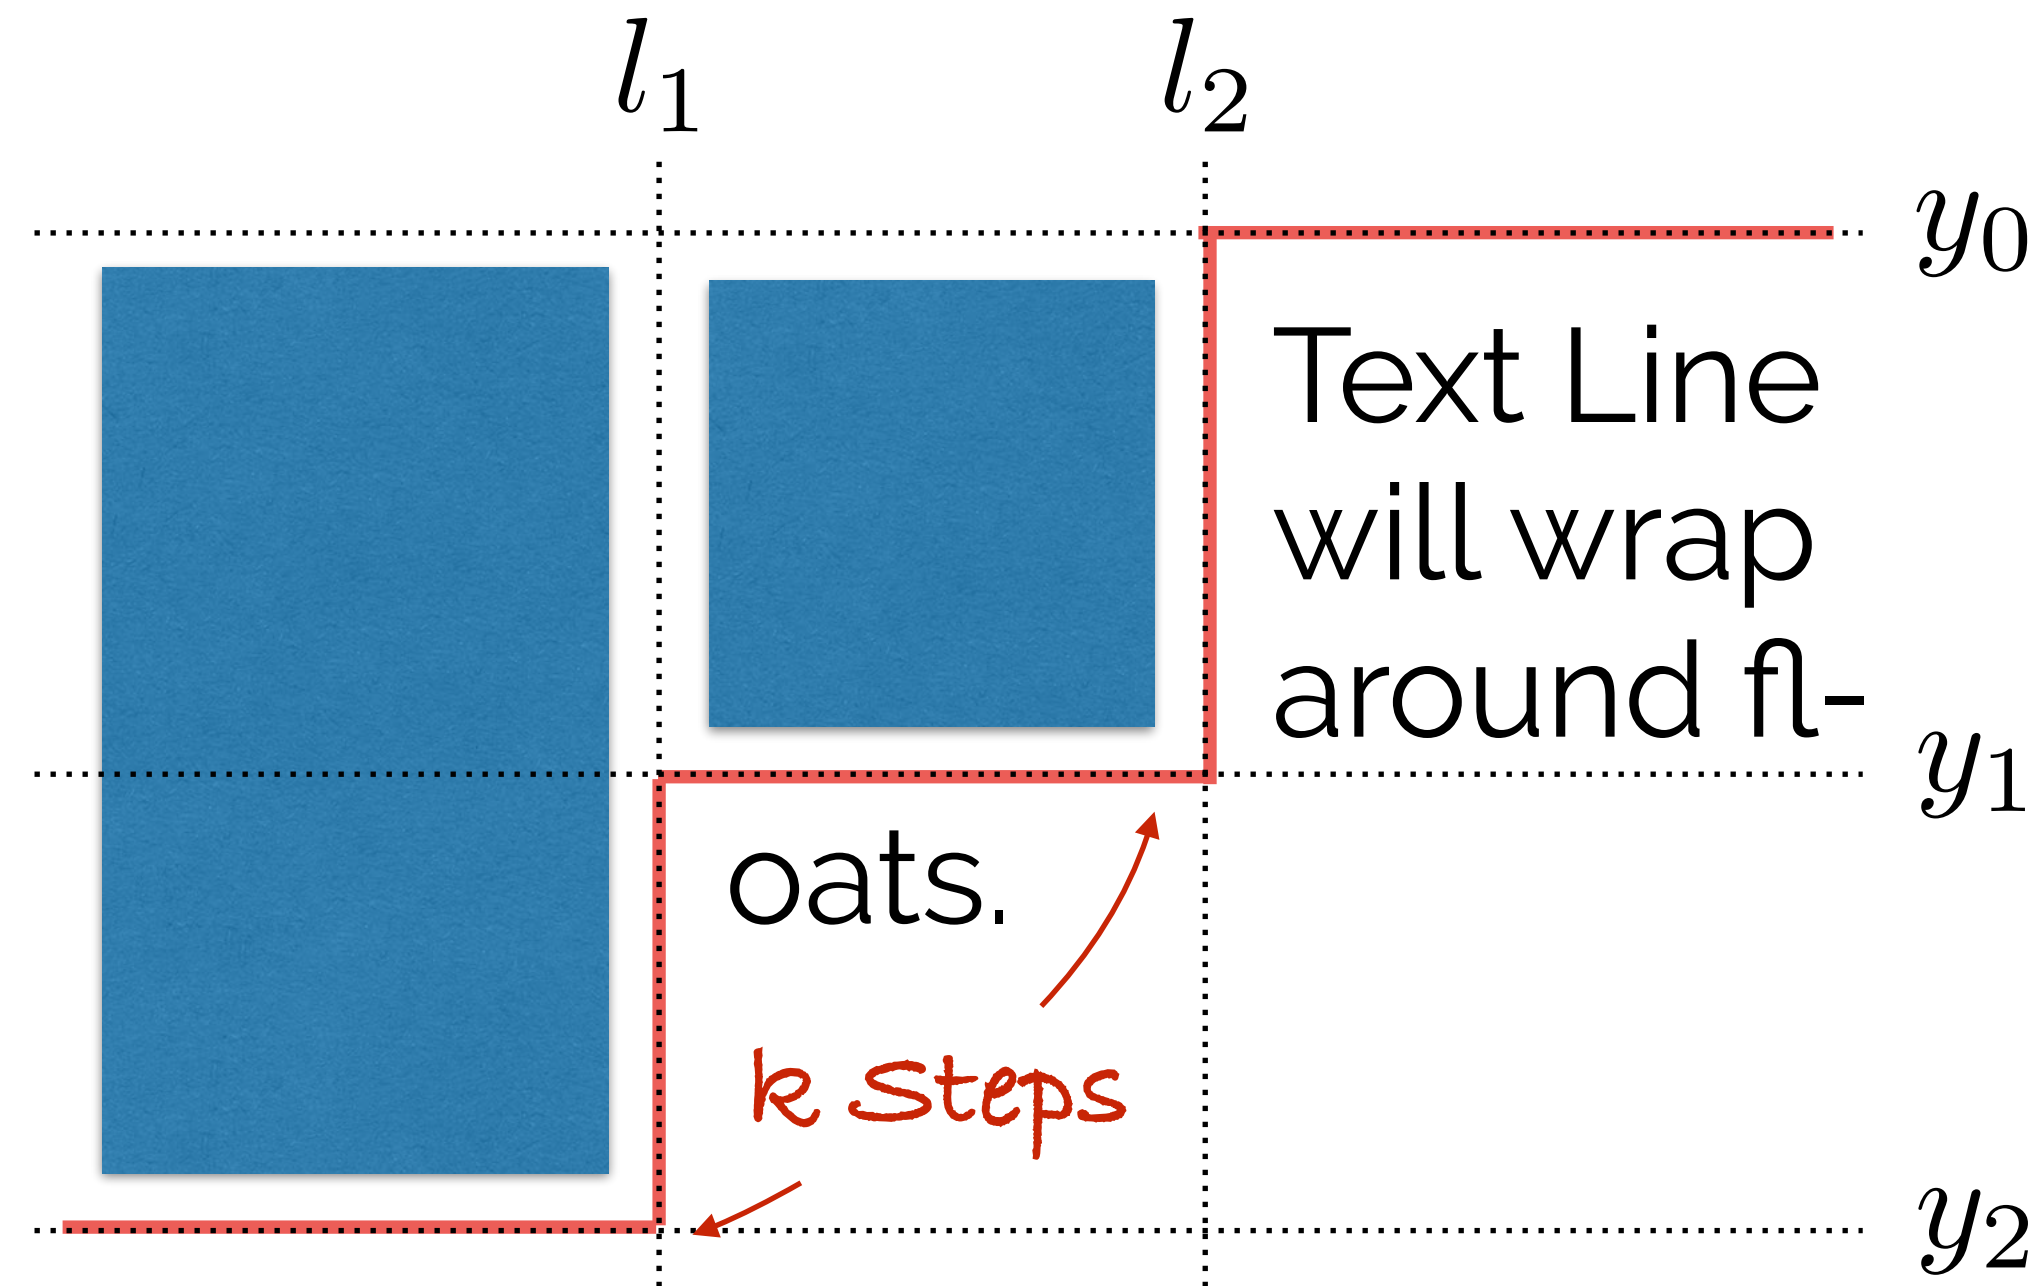 l₁ l₂
y₀
Text Line
will wrap
around fl-
y₁
oats.
k Steps
y₂